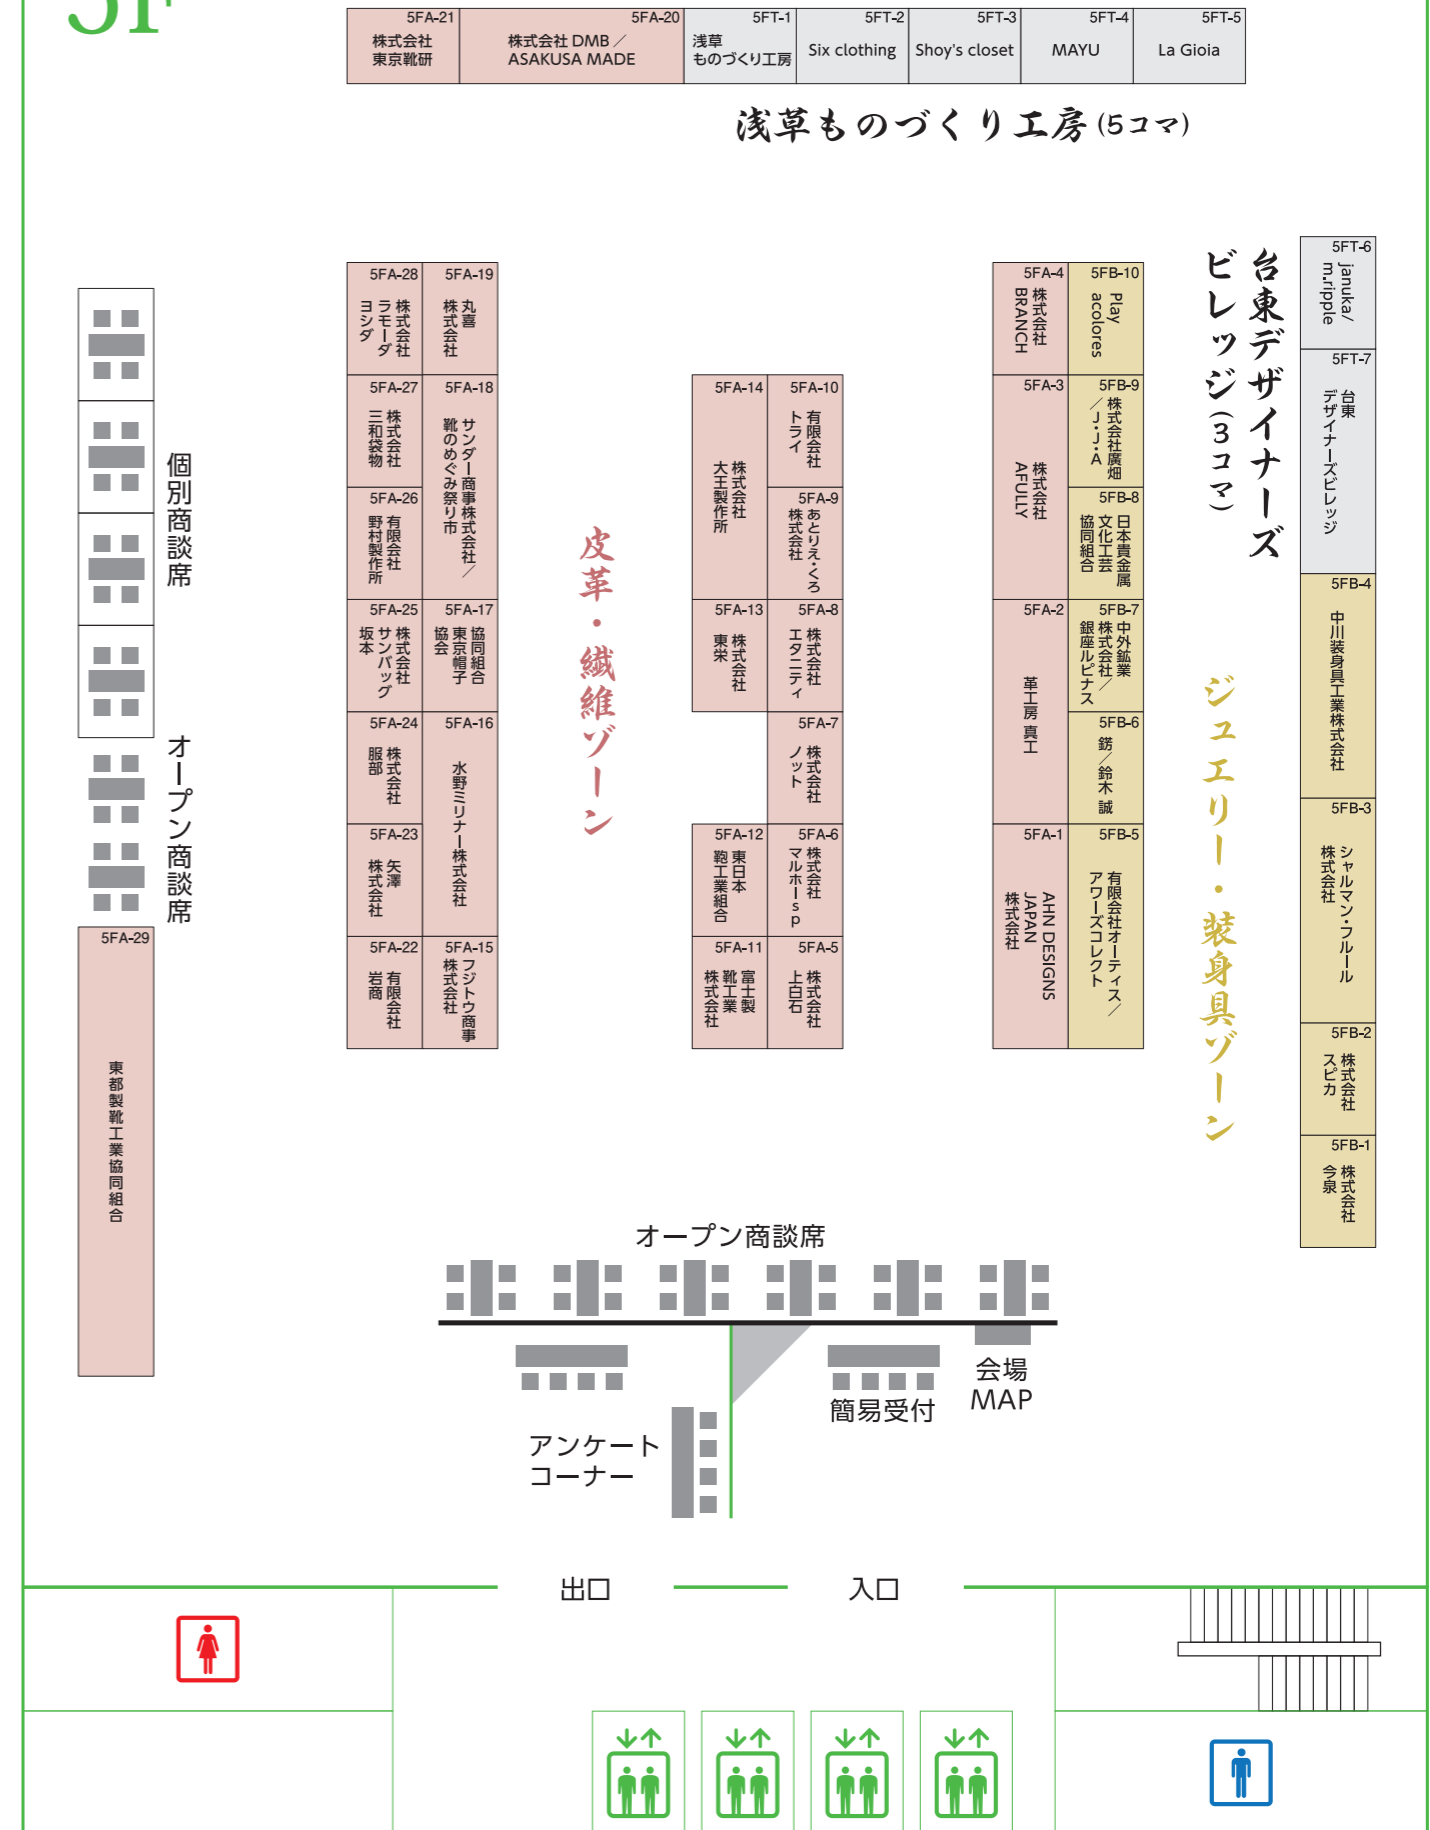 5F
5FA-21
株式会社
東京靴研
5FA-20
株式会社 DMB ／
ASAKUSA MADE
5FT-1
浅草
ものづくり工房
5FT-2
Six clothing
5FT-3
Shoy's closet
5FT-4
MAYU
5FT-5
La Gioia
浅草ものづくり工房(5コマ)
台東デザイナーズ
ビレッジ(3コマ)
5FT-6
januka/
m.ripple
5FT-7
台東
デザイナーズビレッジ
5FB-4
中川装身具工業株式会社
5FB-3
シャルマン・フルール
株式会社
5FB-2
株式会社
スピカ
5FB-1
株式会社
今泉
ジュエリー・装身具ゾーン
5FA-4
株式会社
BRANCH
5FB-10
Play
acolores
5FA-3
株式会社
AFULLY
5FB-9
株式会社廣畑
／J・J・A
5FB-8
日本貴金属
文化工芸
協同組合
5FA-2
革工房 真工
5FB-7
中外鉱業
株式会社／
銀座ルピナス
5FB-6
錺／鈴木 誠
5FA-1
AHN DESIGNS
JAPAN
株式会社
5FB-5
有限会社オーティス／
アワーズコレクト
5FA-14
株式会社
大王製作所
5FA-10
有限会社
トライ
5FA-9
あとりえ・くろ
株式会社
5FA-13
株式会社
東栄
5FA-8
株式会社
エタニティ
5FA-7
株式会社
ノット
5FA-12
東日本
鞄工業組合
5FA-6
株式会社
マルホーsp
5FA-11
富士製
靴工業
株式会社
5FA-5
株式会社
上白石
皮革・繊維ゾーン
5FA-28
株式会社
ラモーダ
ヨシダ
5FA-19
丸喜
株式会社
5FA-27
株式会社
三和袋物
5FA-18
サンダー商事株式会社／
靴のめぐみ祭り市
5FA-26
有限会社
野村製作所
5FA-25
株式会社
サンバッグ
坂本
5FA-17
協同組合
東京帽子
協会
5FA-24
株式会社
服部
5FA-16
水野ミリナー株式会社
5FA-23
矢澤
株式会社
5FA-22
有限会社
岩商
5FA-15
フジトウ商事
株式会社
個別商談席
オープン商談席
5FA-29
東都製靴工業協同組合
オープン商談席
会場
MAP
簡易受付
アンケート
コーナー
出口
入口